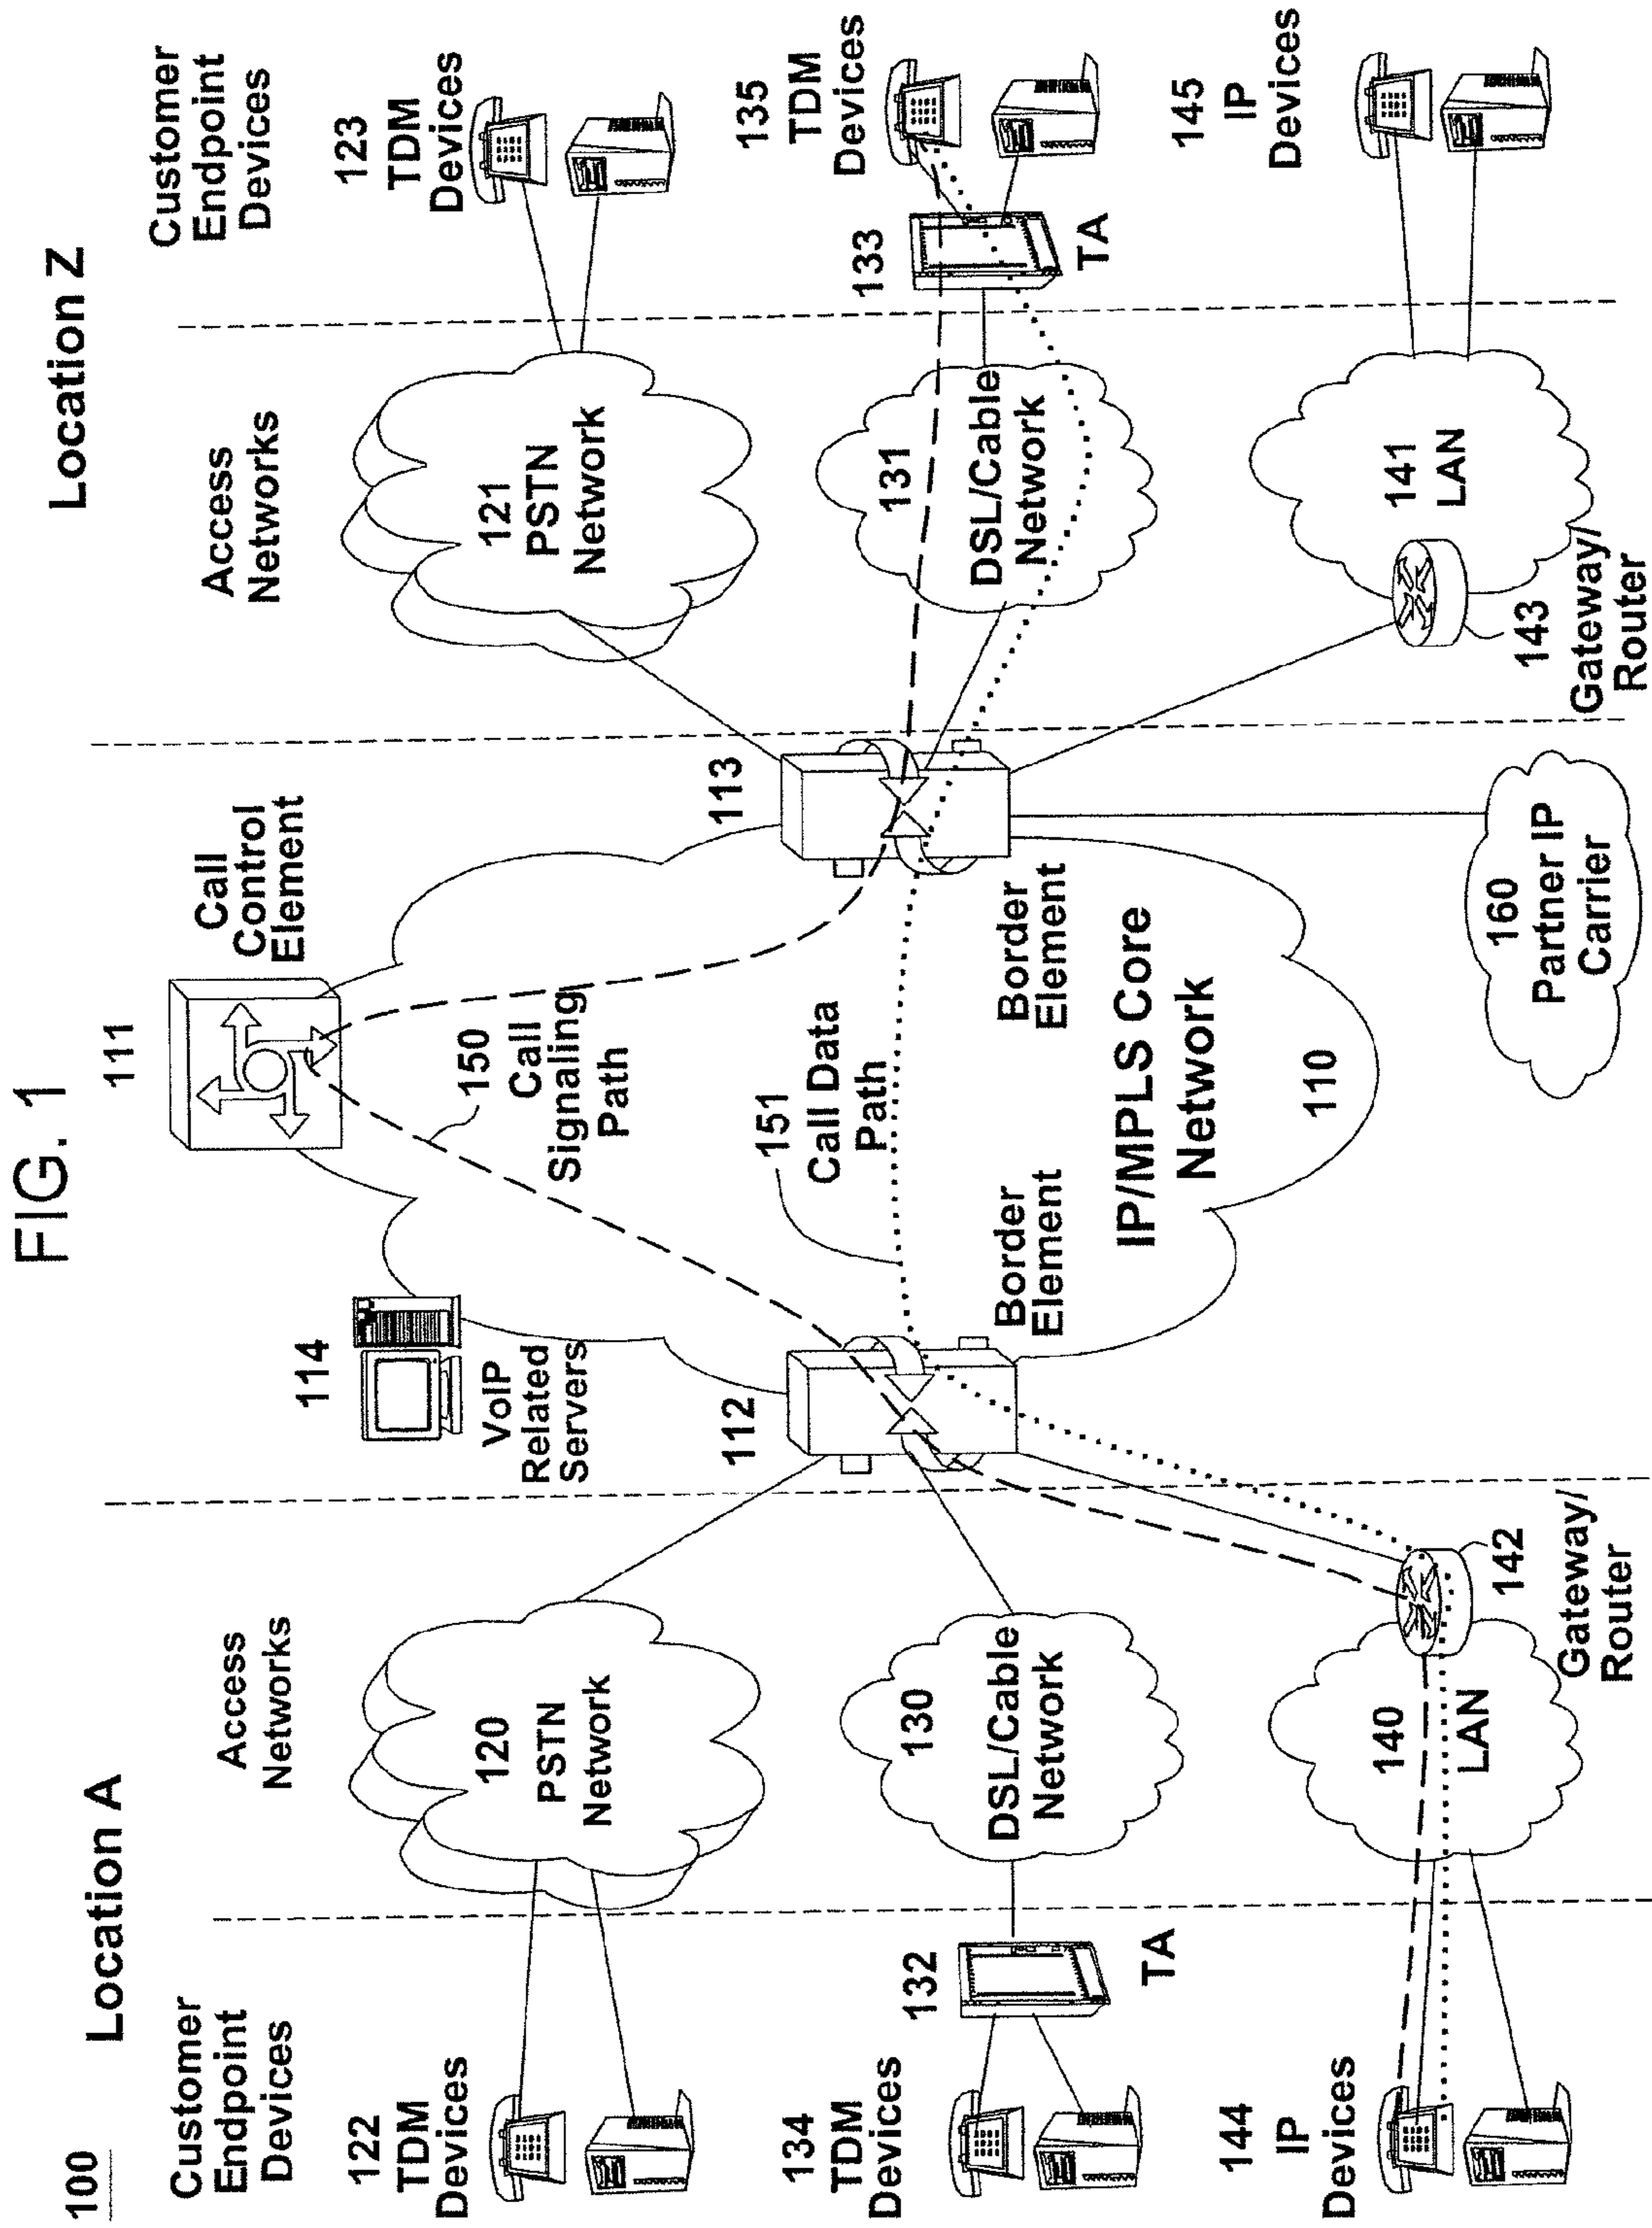 FIG. 1
100
Location A
Location Z
Customer
Endpoint
Devices
Access
Networks
114
VoIP
Related
Servers
111
Call
Control
Element
Access
Networks
Customer
Endpoint
Devices
122
TDM
Devices
120
PSTN
Network
150
Call
Signaling
Path
121
PSTN
Network
123
TDM
Devices
134
TDM
Devices
132
TA
130
DSL/Cable
Network
112
Border
Element
151
Call Data
Path
113
Border
Element
131
DSL/Cable
Network
133
TA
135
TDM
Devices
IP/MPLS Core
Network
110
144
IP
Devices
140
LAN
142
Gateway/
Router
160
Partner IP
Carrier
143
Gateway/
Router
141
LAN
145
IP
Devices